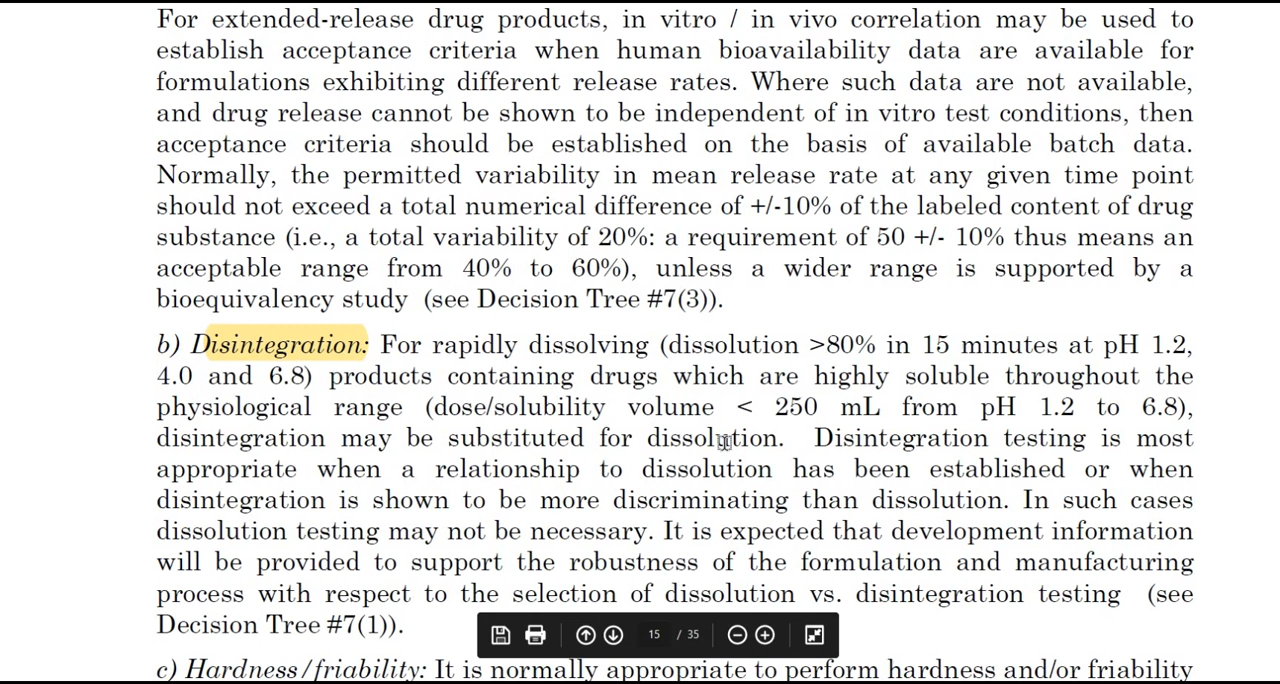 For extended-release drug products, in vitro / in vivo correlation may be used to
establish acceptance criteria when human bioavailability data are available for
formulations exhibiting different release rates. Where such data are not available,
and drug release cannot be shown to be independent of in vitro test conditions, then
acceptance criteria should be established on the basis of available batch data.
Normally, the permitted variability in mean release rate at any given time point
should not exceed a total numerical difference of +/-10% of the labeled content of drug
substance (i.e., a total variability of 20%: a requirement of 50 +/- 10% thus means an
acceptable range from 40% to 60%), unless a wider range is supported by a
bioequivalency study (see Decision Tree #7(3)).
b) Disintegration: For rapidly dissolving (dissolution >80% in 15 minutes at pH 1.2,
4.0 and 6.8) products containing drugs which are highly soluble throughout the
physiological range (dose/solubility volume < 250 mL from pH 1.2 to 6.8),
disintegration may be substituted for dissolution. Disintegration testing is most
appropriate when a relationship to dissolution has been established or when
disintegration is shown to be more discriminating than dissolution. In such cases
dissolution testing may not be necessary. It is expected that development information
will be provided to support the robustness of the formulation and manufacturing
process with respect to the selection of dissolution vs. disintegration testing (see
Decision Tree #7(1)).
15 / 35
c) Hardness/friability: It is normally appropriate to perform hardness and/or friability